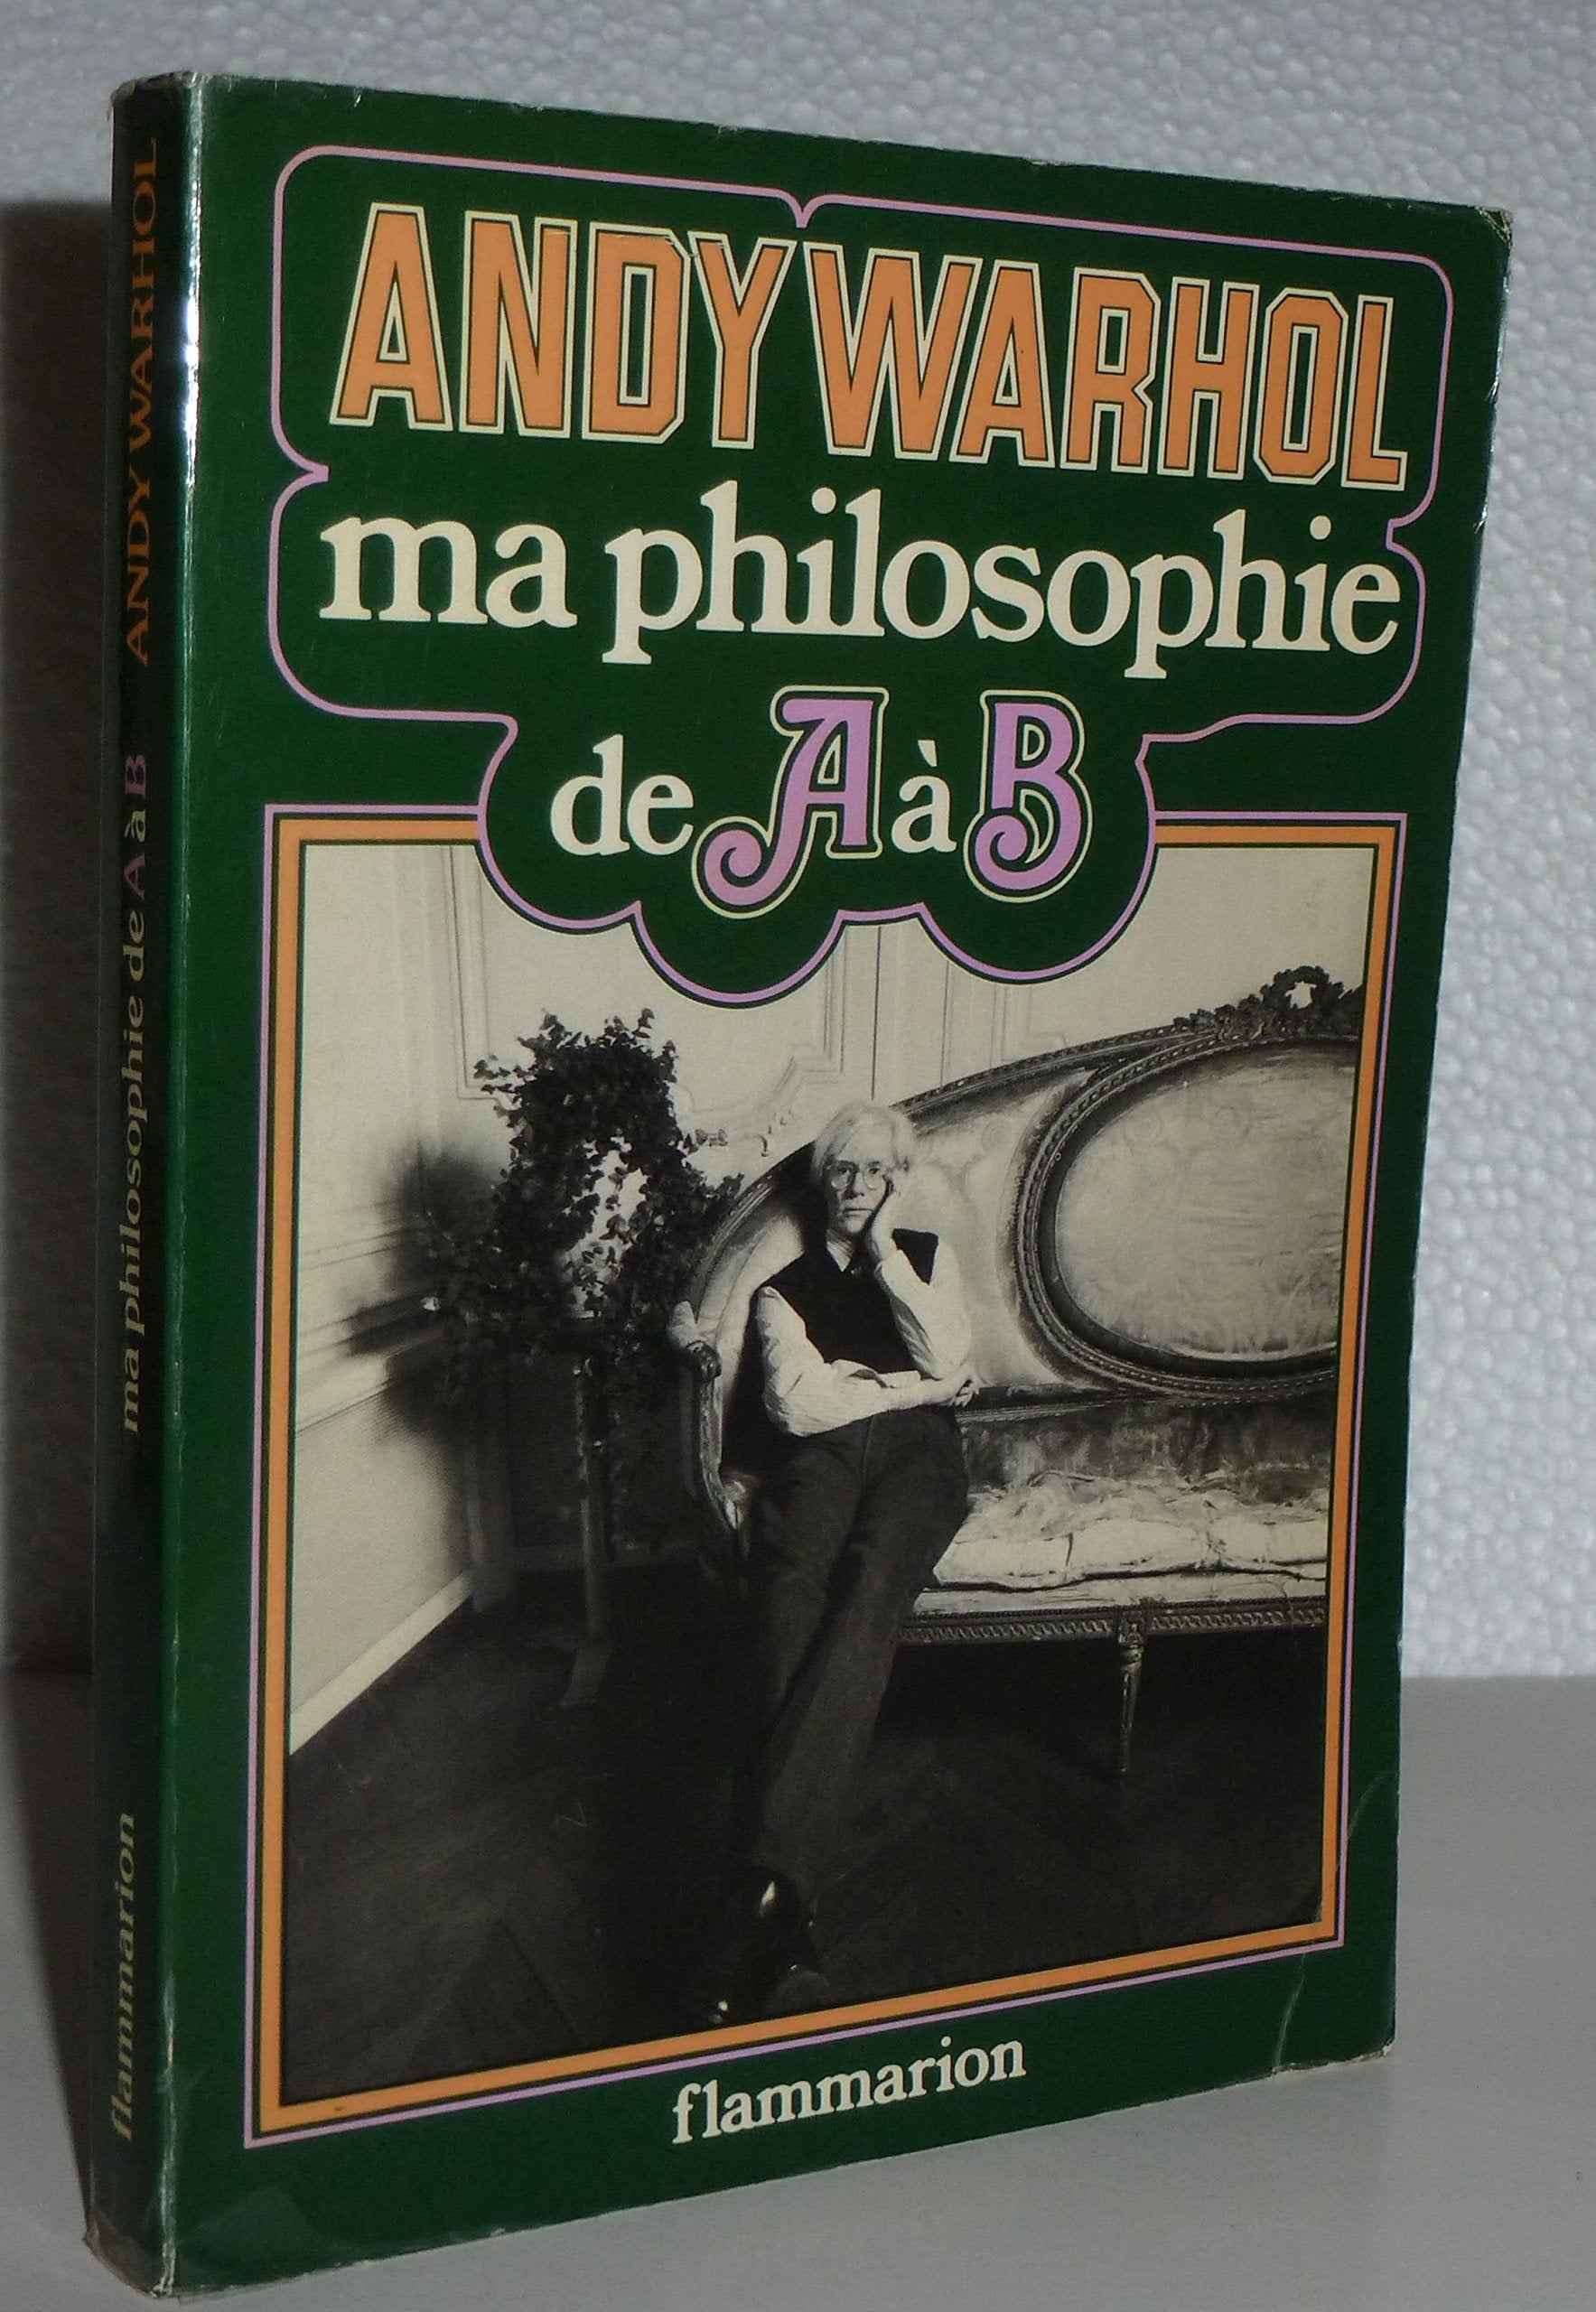 ANDY WARHOL
ma philosophie
de A à B
flammarion
ma philosophie de A à B ANDY WARHOL
flammarion